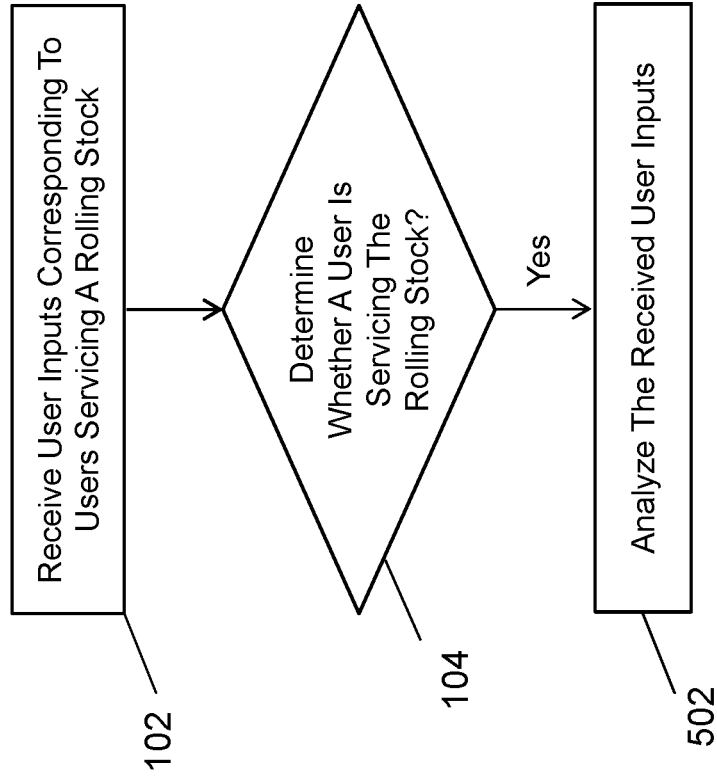 Receive User Inputs Corresponding To
Users Servicing A Rolling Stock
102
Determine
Whether A User Is
Servicing The
Rolling Stock?
104
Yes
Analyze The Received User Inputs
502